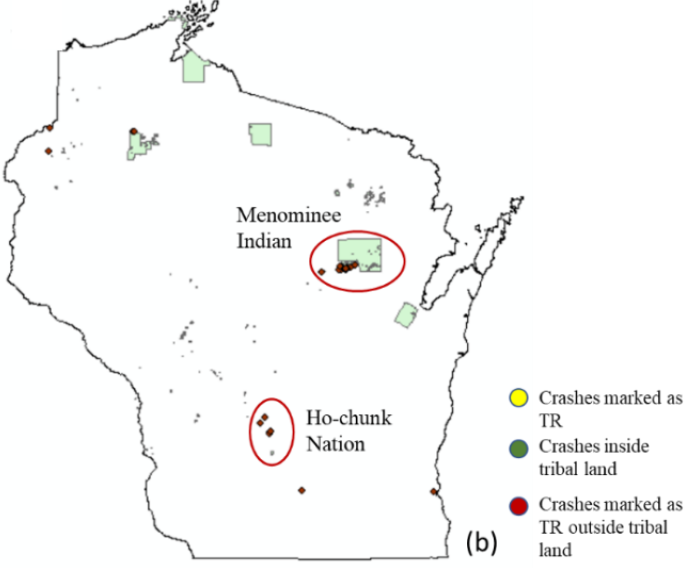 Menominee
Indian
Ho-chunk
Nation
Crashes marked as
TR
Crashes inside
tribal land
Crashes marked as
TR outside tribal
land
(b)